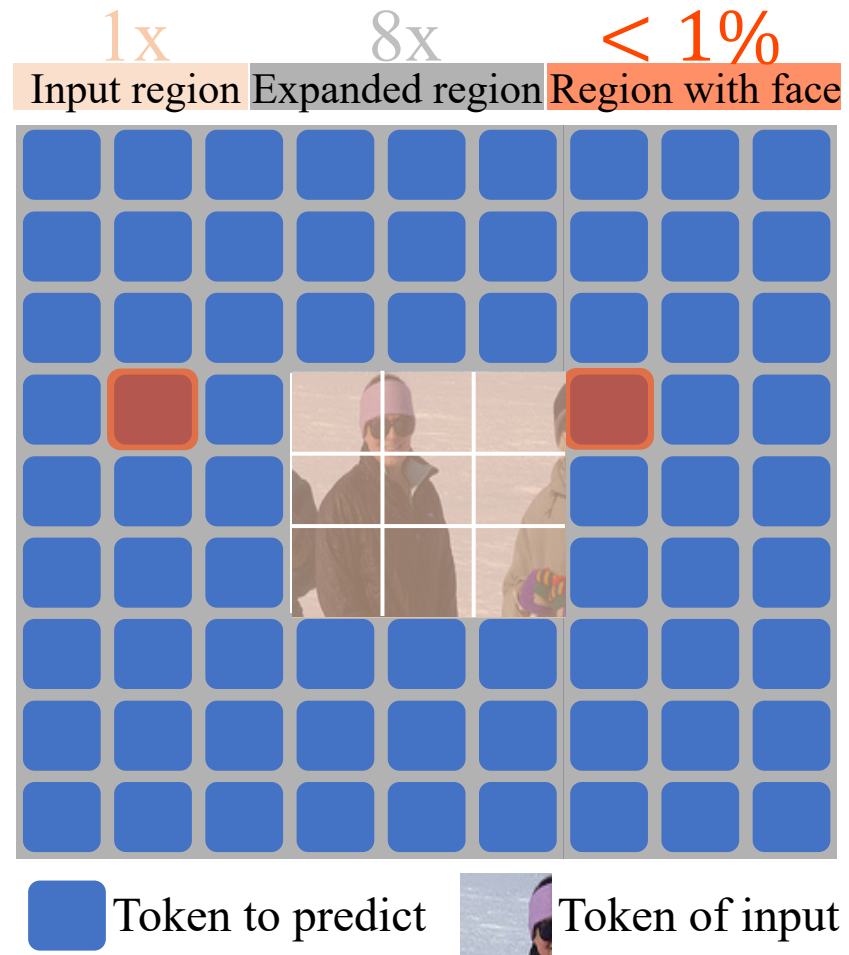 1x 8x < 1%
Input region Expanded region Region with face
Token to predict Token of input